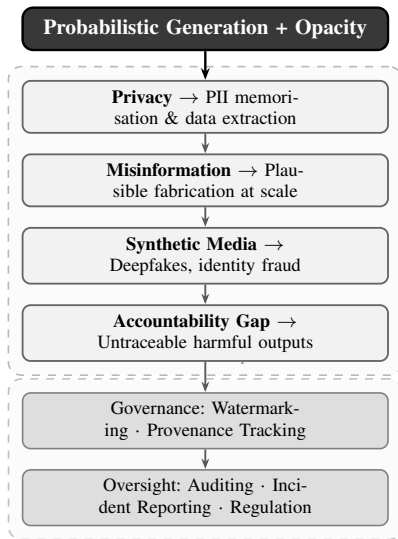 Probabilistic Generation + Opacity
Privacy → PII memori-
sation & data extraction
Misinformation → Plau-
sible fabrication at scale
Synthetic Media →
Deepfakes, identity fraud
Accountability Gap →
Untraceable harmful outputs
Governance: Watermark-
ing · Provenance Tracking
Oversight: Auditing · Inci-
dent Reporting · Regulation